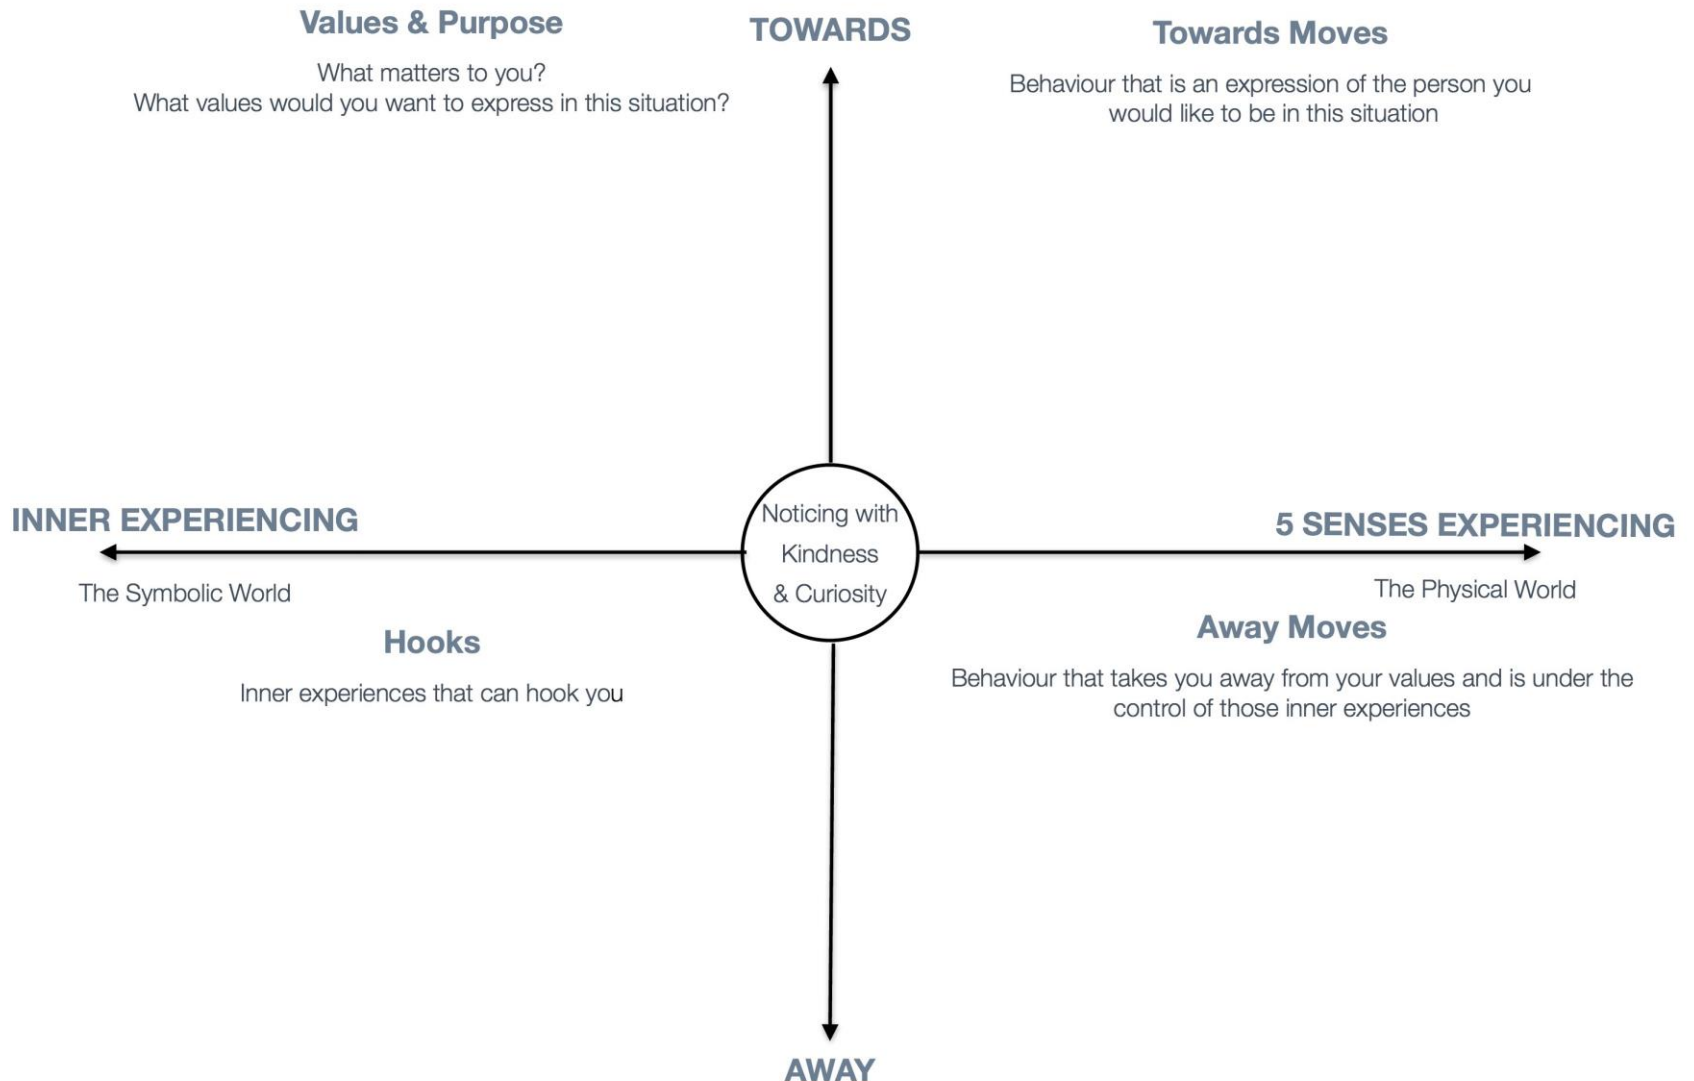 Values & Purpose
What matters to you?
What values would you want to express in this situation?
TOWARDS
Towards Moves
Behaviour that is an expression of the person you
would like to be in this situation
INNER EXPERIENCING
The Symbolic World
Noticing with
Kindness
& Curiosity
5 SENSES EXPERIENCING
The Physical World
Hooks
Inner experiences that can hook you
Away Moves
Behaviour that takes you away from your values and is under the
control of those inner experiences
AWAY